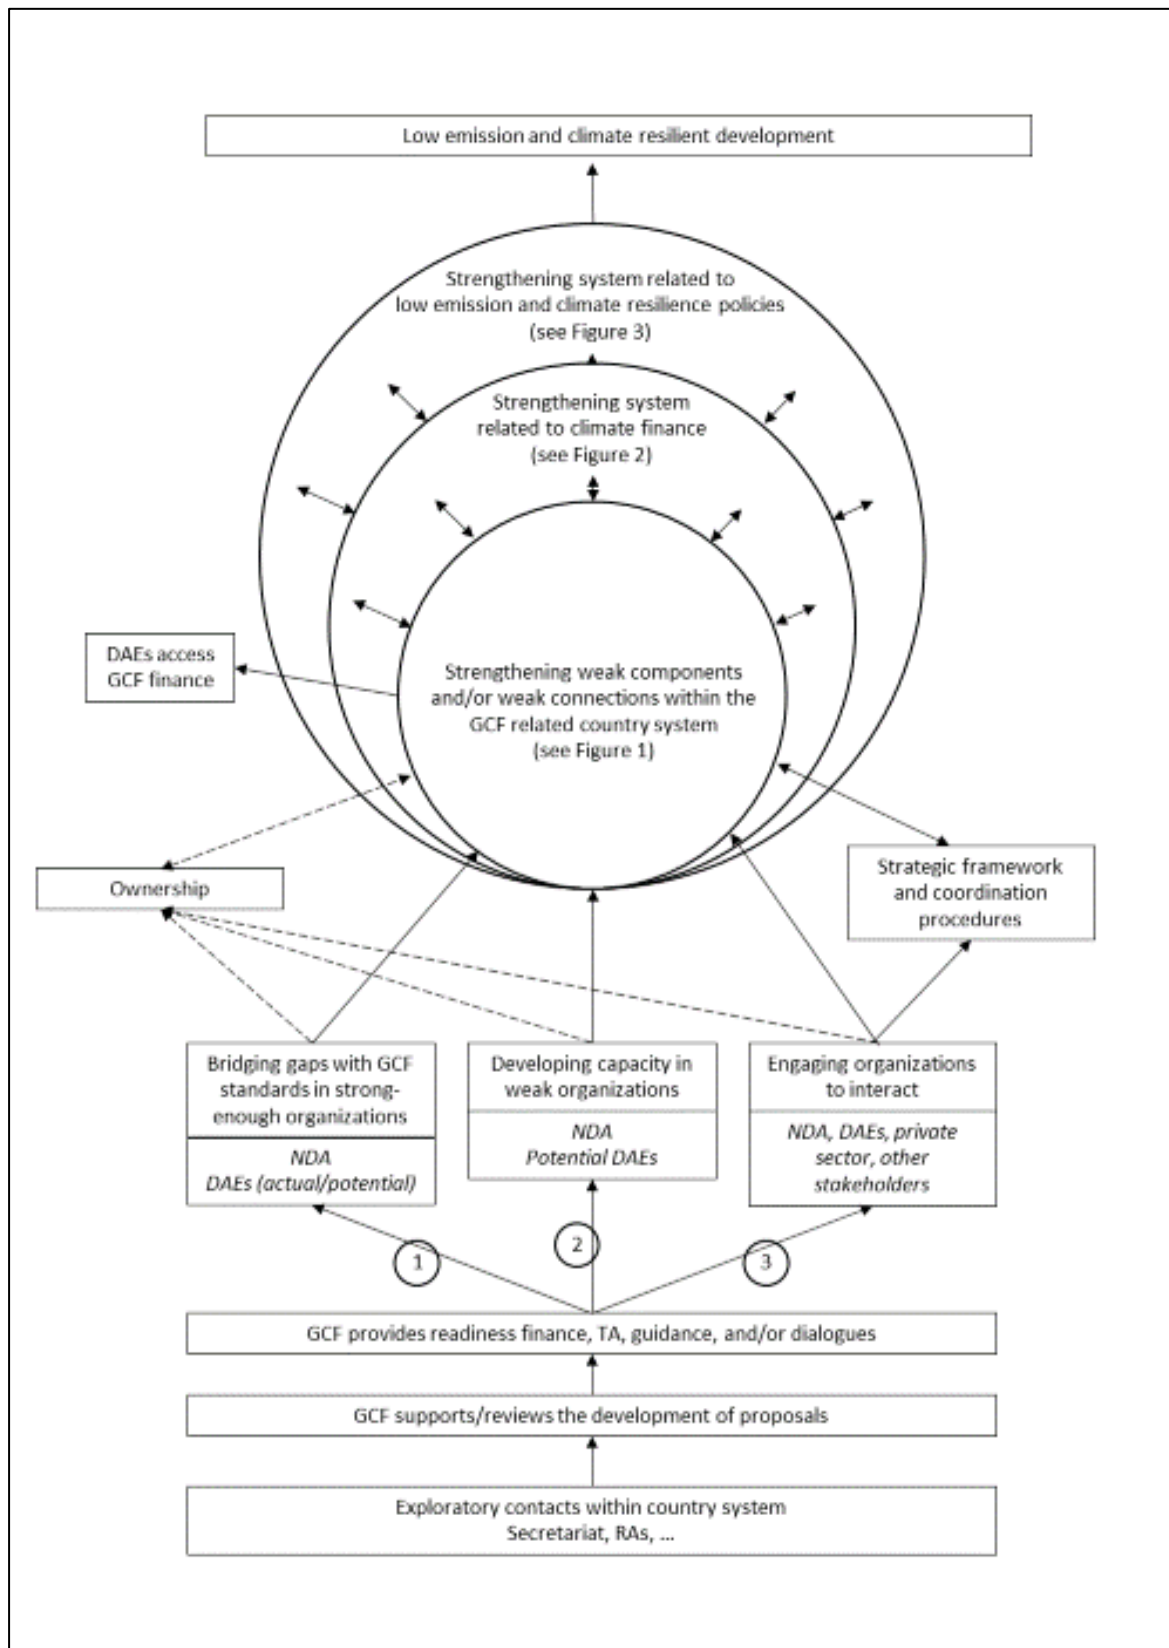 Low emission and climate resilient development
Strengthening system related to
low emission and climate resilience policies
(see Figure 3)
Strengthening system
related to climate finance
(see Figure 2)
DAEs access
GCF finance
Strengthening weak components
and/or weak connections within the
GCF related country system
(see Figure 1)
Ownership
Strategic framework
and coordination
procedures
Bridging gaps with GCF
standards in strong-
enough organizations
NDA
DAEs (actual/potential)
Developing capacity in
weak organizations
NDA
Potential DAEs
Engaging organizations
to interact
NDA, DAEs, private
sector, other
stakeholders
1
2
3
GCF provides readiness finance, TA, guidance, and/or dialogues
GCF supports/reviews the development of proposals
Exploratory contacts within country system
Secretariat, RAs, ...